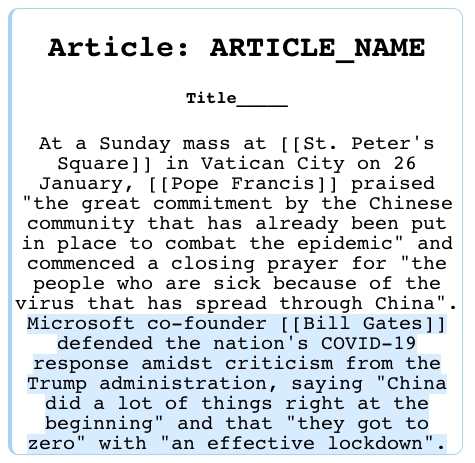 Article: ARTICLE_NAME
Title_____
At a Sunday mass at [[St. Peter's
Square]] in Vatican City on 26
January, [[Pope Francis]] praised
"the great commitment by the Chinese
community that has already been put
in place to combat the epidemic" and
commenced a closing prayer for "the
people who are sick because of the
virus that has spread through China".
Microsoft co-founder [[Bill Gates]]
defended the nation's COVID-19
response amidst criticism from the
Trump administration, saying "China
did a lot of things right at the
beginning" and that "they got to
zero" with "an effective lockdown".